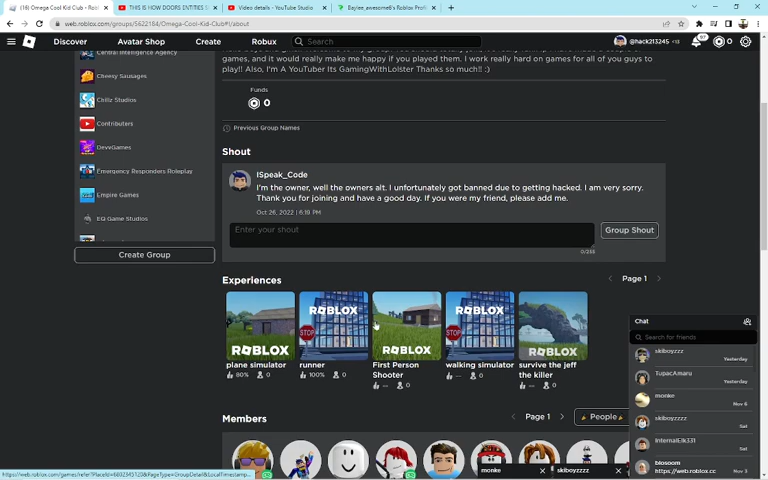 (16) Omega Cool Kid Club
THIS IS HOW DOORS ENTITIES S
Video details - YouTube Studio
Baylee_awesome6's Roblox Prof
web.roblox.com/groups/5622184/Omega-Cool-Kid-Club#!/about
Discover Avatar Shop Create Robux Search @hack213245 97 0
Central Intelligence Agency
Cheesy Sausages
Chillz Studios
Contributers
DevvGames
Emergency Responders Roleplay
Empire Games
EQ Game Studios
Create Group
games, and it would really make me happy if you played them. I work really hard on games for all of you guys to
play!! Also, I'm A YouTuber Its GamingWithLolster Thanks so much!! :)
Funds
0
Previous Group Names
Shout
ISpeak_Code
I'm the owner, well the owners alt. I unfortunately got banned due to getting hacked. I am very sorry.
Thank you for joining and have a good day. If you were my friend, please add me.
Oct 26, 2022 | 6:19 PM
Enter your shout
Group Shout
0/255
Experiences
Page 1
ROBLOX
ROBLOX
STOP
ROBLOX
ROBLOX
STOP
ROBLOX
plane simulator
80% 0
runner
100% 0
First Person
Shooter
-- 0
walking simulator
-- 0
survive the jeff
the killer
-- 0
Members
Page 1
People
Chat
Search for friends
skiboyzzz
Yesterday
TupacAmaru
Yesterday
monke
Nov 6
skiboyzzz
Sat
InternalElk331
Sat
blosoom
https://web.roblox.cc
Nov 3
monke
skiboyzzz